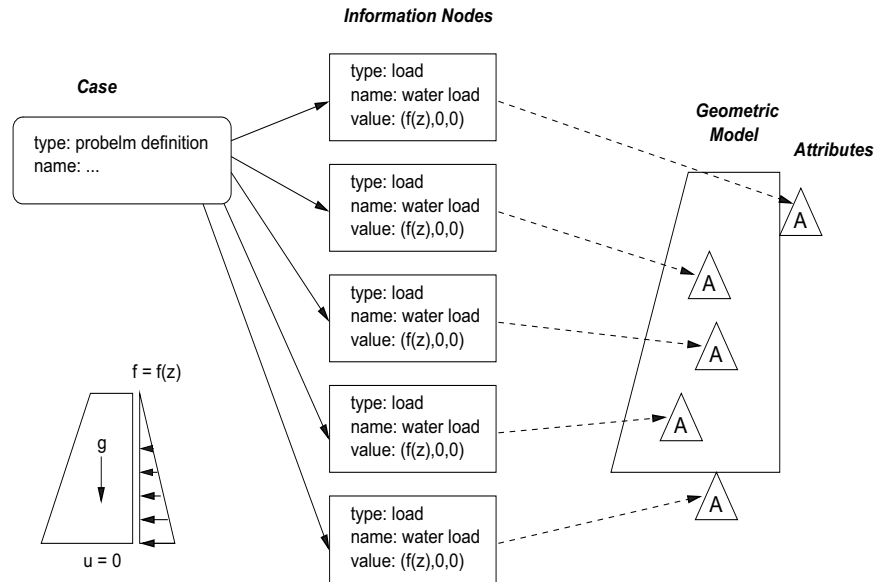 Information Nodes
Case
type: probelm definition
name: ...
type: load
name: water load
value: (f(z),0,0)
type: load
name: water load
value: (f(z),0,0)
type: load
name: water load
value: (f(z),0,0)
type: load
name: water load
value: (f(z),0,0)
type: load
name: water load
value: (f(z),0,0)
Geometric
Model
Attributes
A
A
A
A
A
f = f(z)
g
u = 0